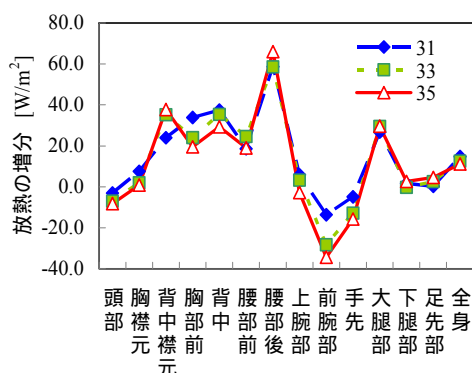 放熱の増分 [W/m²]
80.0
60.0
40.0
20.0
0.0
-20.0
-40.0
31
33
35
頭部
胸襟元
背中襟元
胸部前
背中
腰部前
腰部後
上腕部
前腕部
手先
大腿部
下腿部
足先部
全身